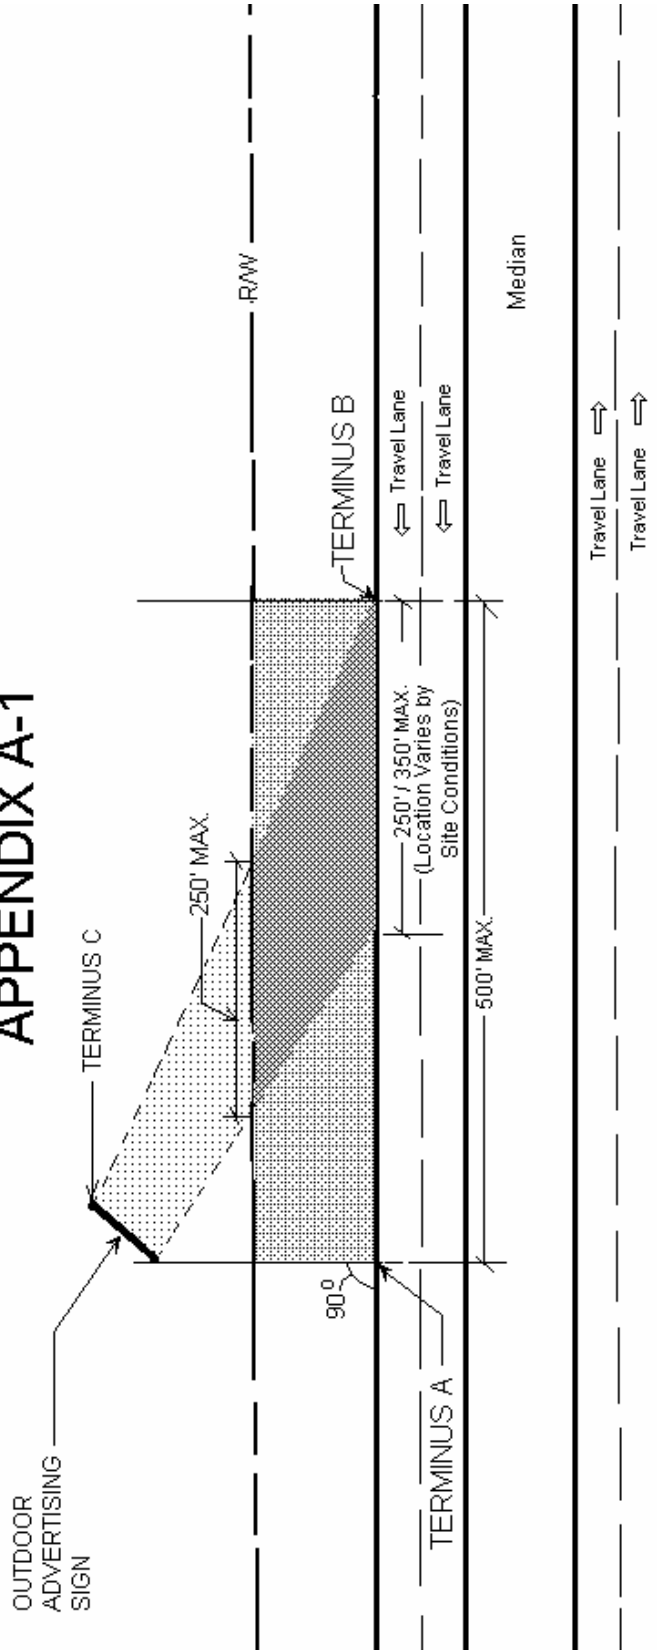 APPENDIX A-1
OUTDOOR
ADVERTISING
SIGN
TERMINUS C
250' MAX.
R/W
90⁰
TERMINUS A
TERMINUS B
250' / 350' MAX.
(Location Varies by
Site Conditions)
500' MAX.
Travel Lane
Travel Lane
Median
Travel Lane
Travel Lane